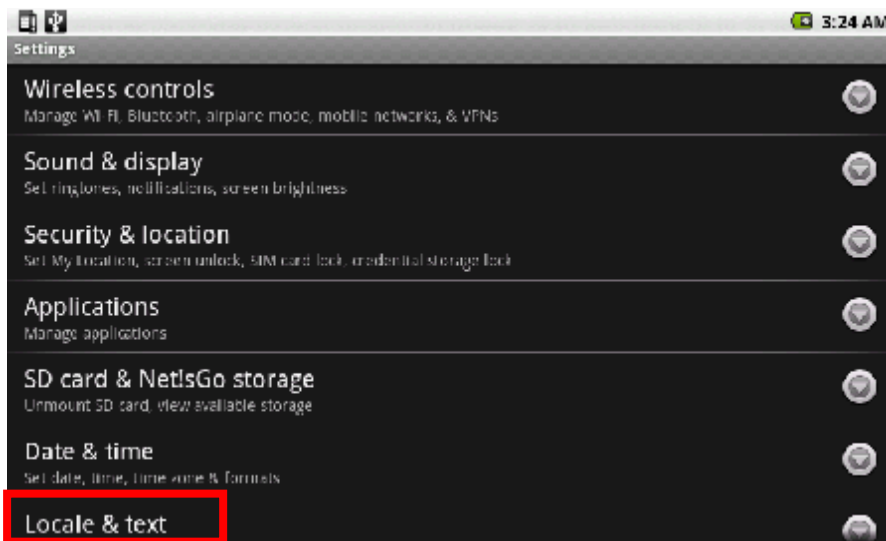 3:24 AM
Settings
Wireless controls
Manage Wi-Fi, Bluetooth, airplane mode, mobile networks, & VPNs
Sound & display
Set ringtones, notifications, screen brightness
Security & location
Set My Location, screen unlock, SIM card lock, credential storage lock
Applications
Manage applications
SD card & Net!sGo storage
Unmount SD card, view available storage
Date & time
Set date, time, time zone & formats
Locale & text